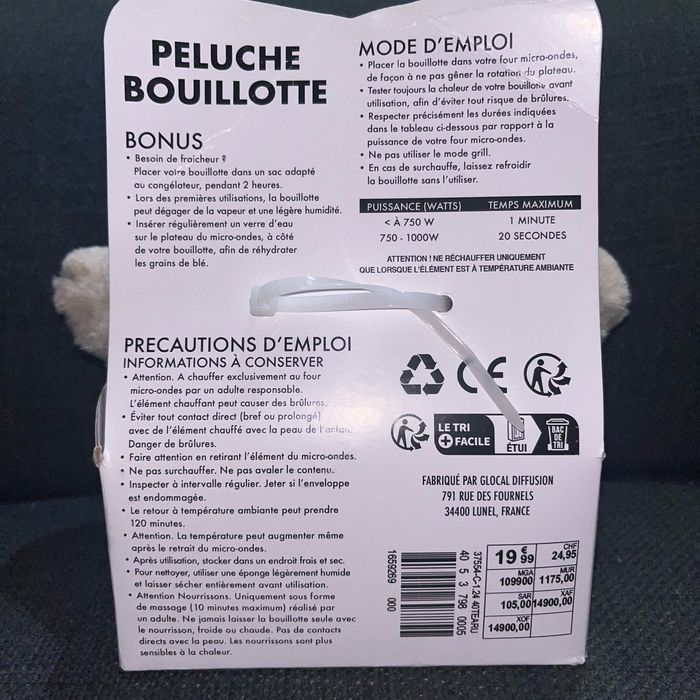 PELUCHE
BOUILLOTTE
BONUS
• Besoin de fraicheur ?
Placer votre bouillotte dans un sac adapté
au congélateur, pendant 2 heures.
• Lors des premières utilisations, la bouillotte
peut dégager de la vapeur et une légère humidité.
• Insérer régulièrement un verre d'eau
sur le plateau du micro-ondes, à côté
de votre bouillotte, afin de réhydrater
les grains de blé.
MODE D'EMPLOI
• Placer la bouillotte dans votre four micro-ondes,
de façon à ne pas gêner la rotation du plateau.
• Tester toujours la chaleur de votre bouillotte avant
utilisation, afin d'éviter tout risque de brûlures.
• Respecter précisément les durées indiquées
dans le tableau ci-dessous par rapport à la
puissance de votre four micro-ondes.
• Ne pas utiliser le mode grill.
• En cas de surchauffe, laissez refroidir
la bouillotte sans l'utiliser.
PUISSANCE (WATTS) TEMPS MAXIMUM
< À 750 W 1 MINUTE
750 - 1000W 20 SECONDES
ATTENTION ! NE RÉCHAUFFER UNIQUEMENT
QUE LORSQUE L'ÉLÉMENT EST À TEMPÉRATURE AMBIANTE
PRECAUTIONS D'EMPLOI
INFORMATIONS À CONSERVER
• Attention. A chauffer exclusivement au four
micro-ondes par un adulte responsable.
L'élément chauffant peut causer des brûlures.
• Éviter tout contact direct (bref ou prolongé)
avec de l'élément chauffé avec la peau de l'enfant.
Danger de brûlures.
• Faire attention en retirant l'élément du micro-ondes.
• Ne pas surchauffer. Ne pas avaler le contenu.
• Inspecter à intervalle régulier. Jeter si l'enveloppe
est endommagée.
• Le retour à température ambiante peut prendre
120 minutes.
• Attention. La température peut augmenter même
après le retrait du micro-ondes.
• Après utilisation, stocker dans un endroit frais et sec.
• Pour nettoyer, utiliser une éponge légèrement humide
et laisser sécher entièrement avant utilisation.
• Attention Nourrissons. Uniquement sous forme
de massage (10 minutes maximum) réalisé par
un adulte. Ne jamais laisser la bouillotte seule avec
le nourrisson, froide ou chaude. Pas de contacts
directs avec la peau. Les nourrissons sont plus
sensibles à la chaleur.
CE
LE TRI
+ FACILE
ÉTUI
BAC
DE
TRI
FABRIQUÉ PAR GLOCAL DIFFUSION
791 RUE DES FOURNELS
34400 LUNEL, FRANCE
1659269 000
40 5 3 798 0005
37554-C-1.24 40TEARU
19 €99
CHF
24,95
MGA
109900
MUR
1175,00
SAR
105,00
XAF
14900,00
XOF
14900,00